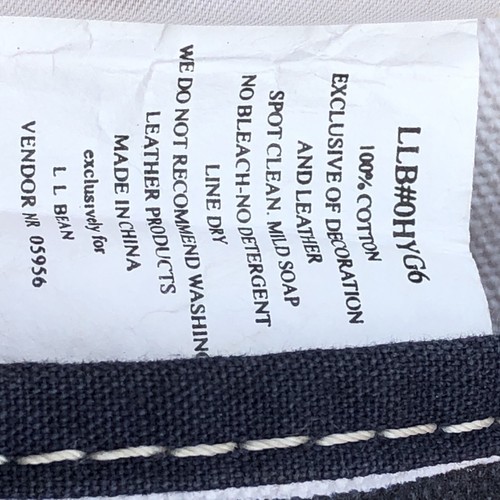 LLB#0HYG6
100% COTTON
EXCLUSIVE OF DECORATION
AND LEATHER
SPOT CLEAN. MILD SOAP
NO BLEACH-NO DETERGENT
LINE DRY
WE DO NOT RECOMMEND WASHING
LEATHER PRODUCTS
MADE IN CHINA
exclusively for
L L BEAN
VENDOR NR 05956